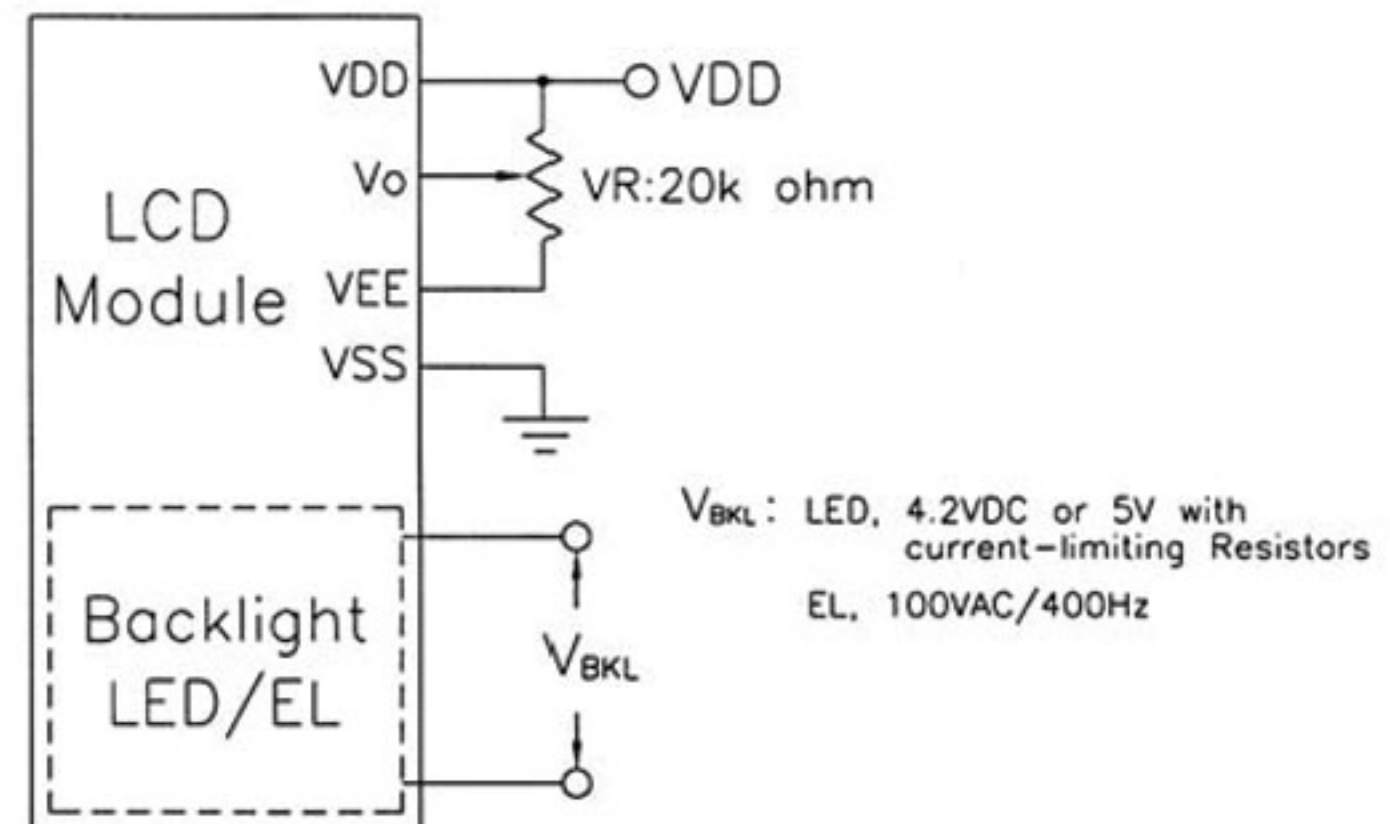 VDD
VDD
Vo
VR:20k ohm
LCD
Module
VEE
VSS
VBKL: LED, 4.2VDC or 5V with
current-limiting Resistors
EL, 100VAC/400Hz
Backlight
LED/EL
VBKL